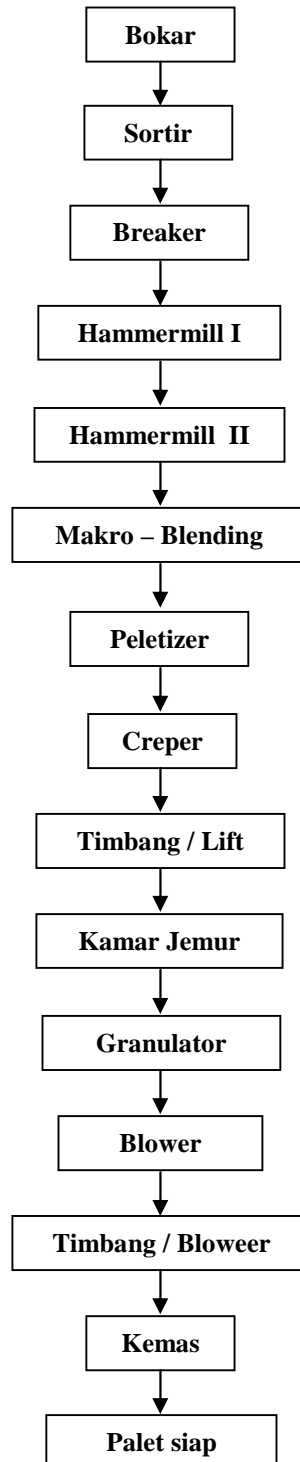 Bokar
Sortir
Breaker
Hammermill I
Hammermill  II
Makro – Blending
Peletizer
Creper
Timbang / Lift
Kamar Jemur
Granulator
Blower
Timbang / Bloweer
Kemas
Palet siap